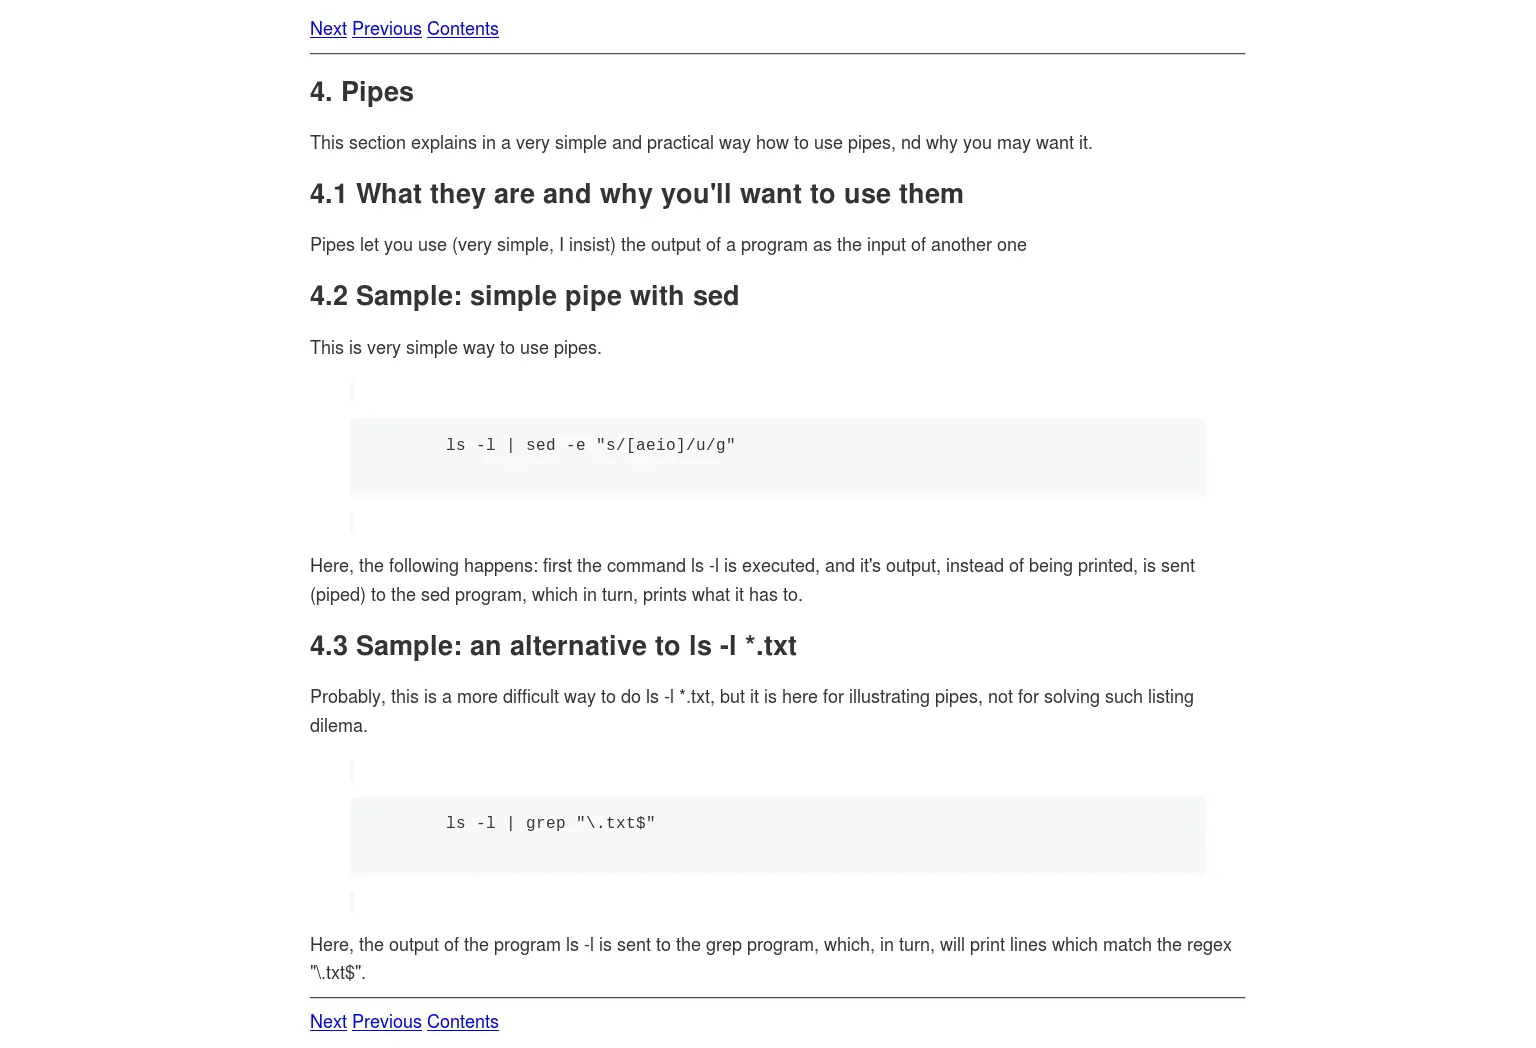 Next Previous Contents
4. Pipes
This section explains in a very simple and practical way how to use pipes, nd why you may want it.
4.1 What they are and why you'll want to use them
Pipes let you use (very simple, I insist) the output of a program as the input of another one
4.2 Sample: simple pipe with sed
This is very simple way to use pipes.
ls -l | sed -e "s/[aeio]/u/g"
Here, the following happens: first the command ls -l is executed, and it's output, instead of being printed, is sent
(piped) to the sed program, which in turn, prints what it has to.
4.3 Sample: an alternative to ls -l *.txt
Probably, this is a more difficult way to do ls -l *.txt, but it is here for illustrating pipes, not for solving such listing
dilema.
ls -l | grep "\.txt$"
Here, the output of the program ls -l is sent to the grep program, which, in turn, will print lines which match the regex
"\.txt$".
Next Previous Contents